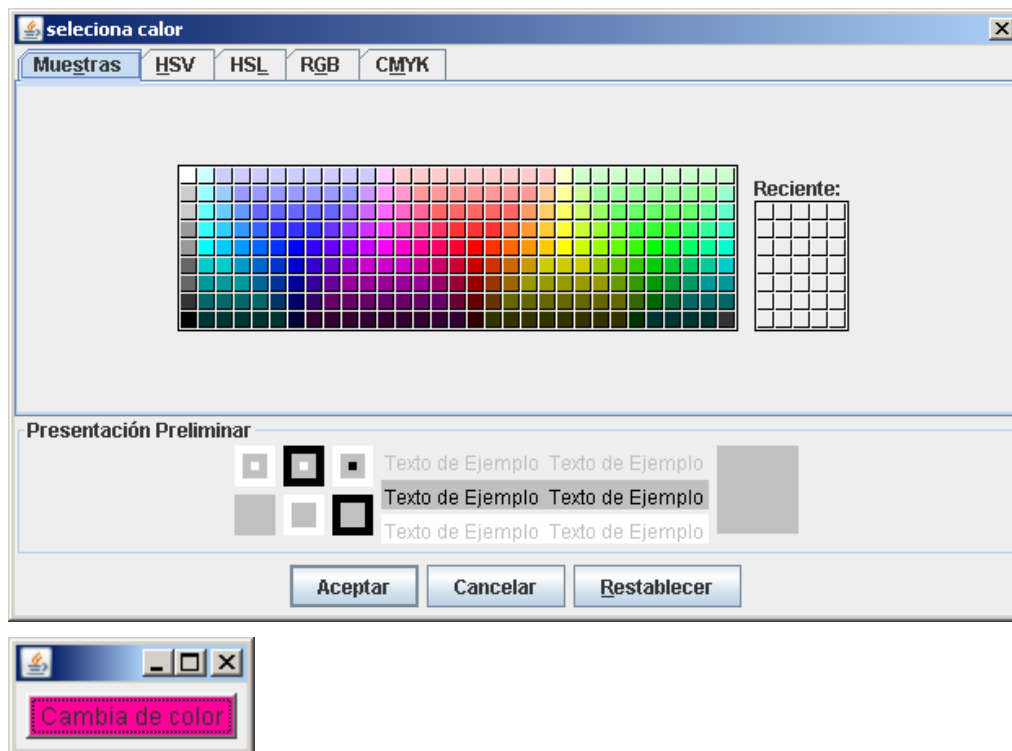 seleciona calor
Muestras HSV HSL RGB CMYK
Reciente:
Presentación Preliminar
Texto de Ejemplo Texto de Ejemplo
Texto de Ejemplo Texto de Ejemplo
Texto de Ejemplo Texto de Ejemplo
Aceptar Cancelar Restablecer
Cambia de color